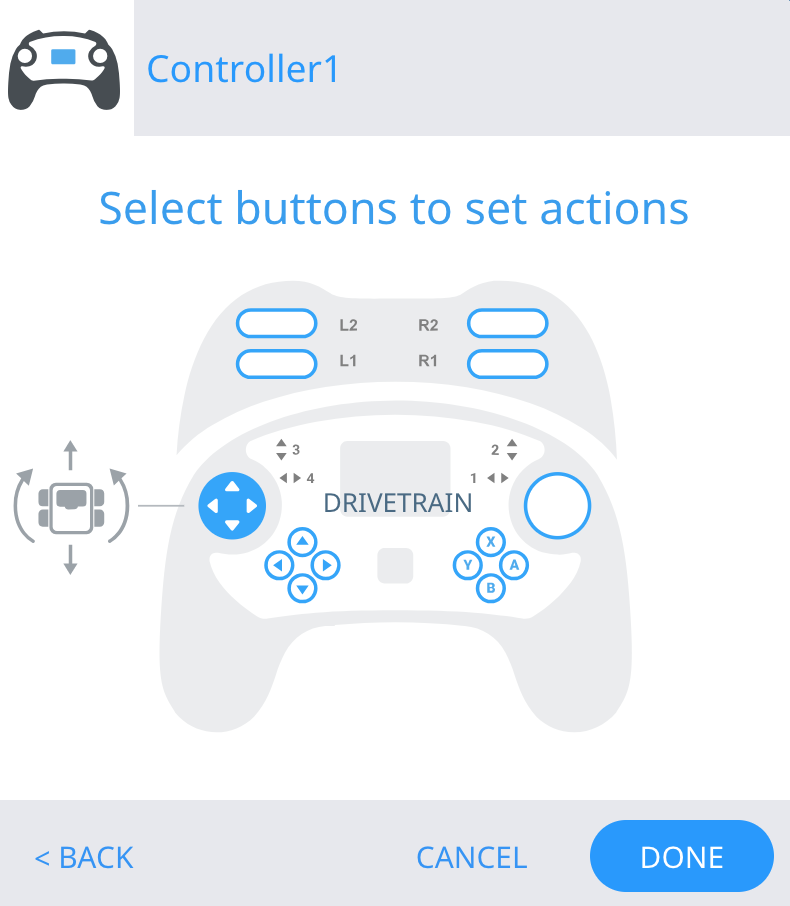 Controller1
Select buttons to set actions
L2 R2
L1 R1
3 2
4 1
DRIVETRAIN
X
Y A
B
< BACK CANCEL DONE